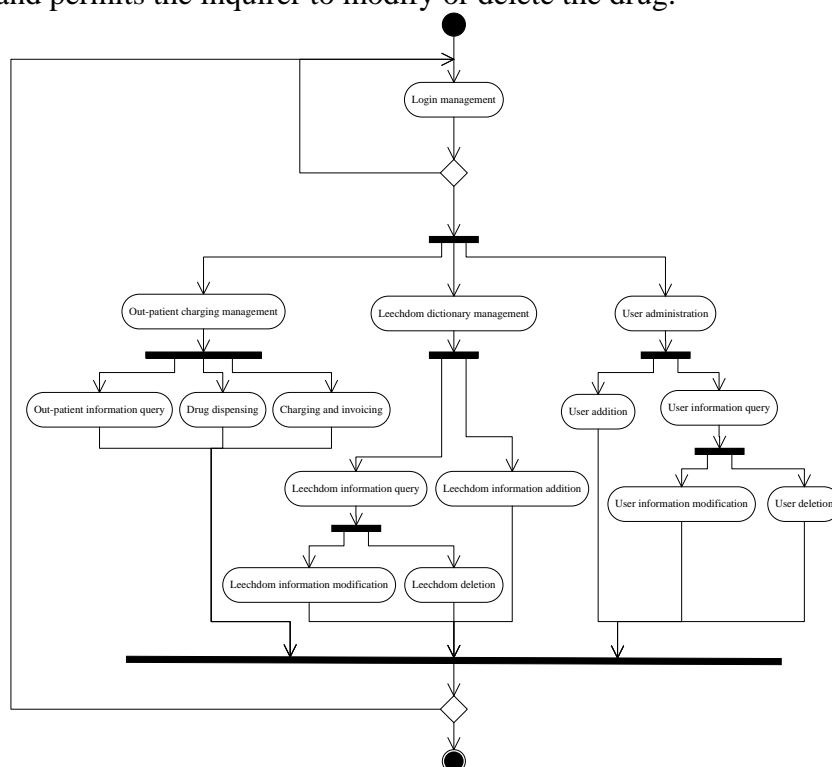 and permits the inquirer to modify or delete the drug.
Login management
Out-patient charging management
Leechdom dictionary management
User administration
Out-patient information query
Drug dispensing
Charging and invoicing
User addition
User information query
Leechdom information query
Leechdom information addition
User information modification
User deletion
Leechdom information modification
Leechdom deletion